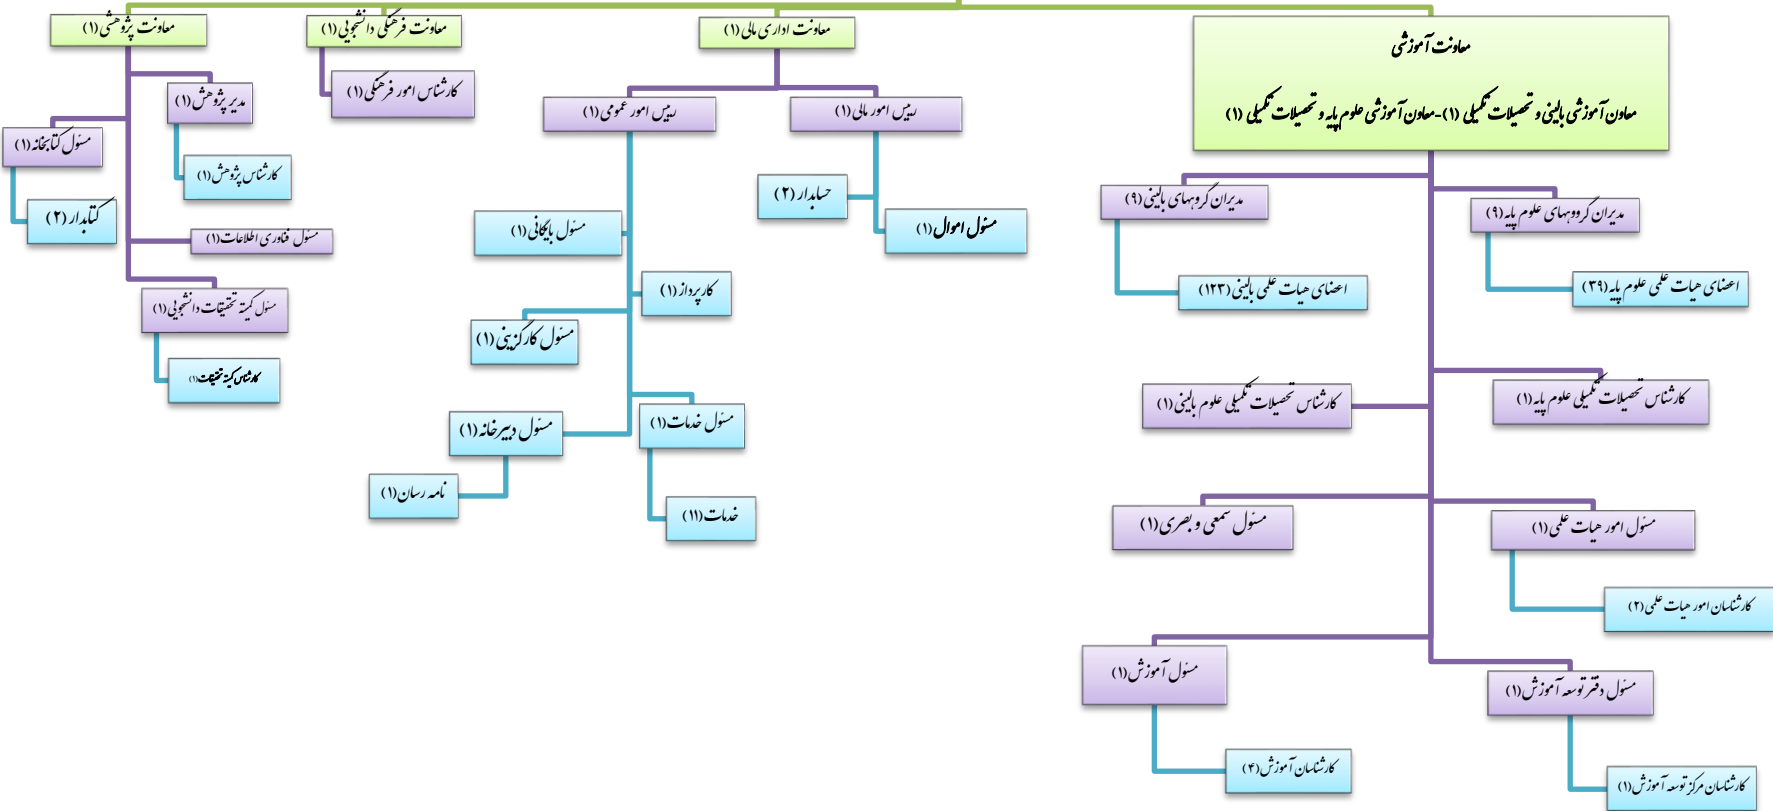 معاونت آموزشی
معاون آموزشی بالینی و تحصیلات تکمیلی (۱)-معاون آموزشی علوم پایه و تحصیلات تکمیلی (۱)
مدیران گرووههای علوم پایه (۹)
اعضای هیات علمی علوم پایه (۳۹)
مدیران گروههای بالینی (۹)
اعضای هیات علمی بالینی (۱۲۳)
کارشناس تحصیلات تکمیلی علوم پایه (۱)
کارشناس تحصیلات تکمیلی علوم بالینی (۱)
مسئول امور هیات علمی (۱)
کارشناسان امور هیات علمی (۲)
مسئول سمعی و بصری (۱)
مسئول دفتر توسعه آموزش (۱)
کارشناسان مرکز توسعه آموزش (۱)
مسئول آموزش (۱)
کارشناسان آموزش (۴)
معاونت اداری مالی (۱)
رییس امور مالی (۱)
حسابدار (۲)
مسئول اموال (۱)
رییس امور عمومی (۱)
مسئول بایگانی (۱)
کارپرداز (۱)
مسئول کارگزینی (۱)
مسئول خدمات (۱)
خدمات (۱۱)
مسئول دبیرخانه (۱)
نامه رسان (۱)
معاونت فرهنگی دانشجویی (۱)
کارشناس امور فرهنگی (۱)
معاونت پژوهشی (۱)
مدیر پژوهش (۱)
کارشناس پژوهش (۱)
مسئول کتابخانه (۱)
کتابدار (۲)
مسئول فناوری اطلاعات (۱)
مسئول کمیته تحقیقات دانشجویی (۱)
کارشناس کمیته تحقیقات (۱)